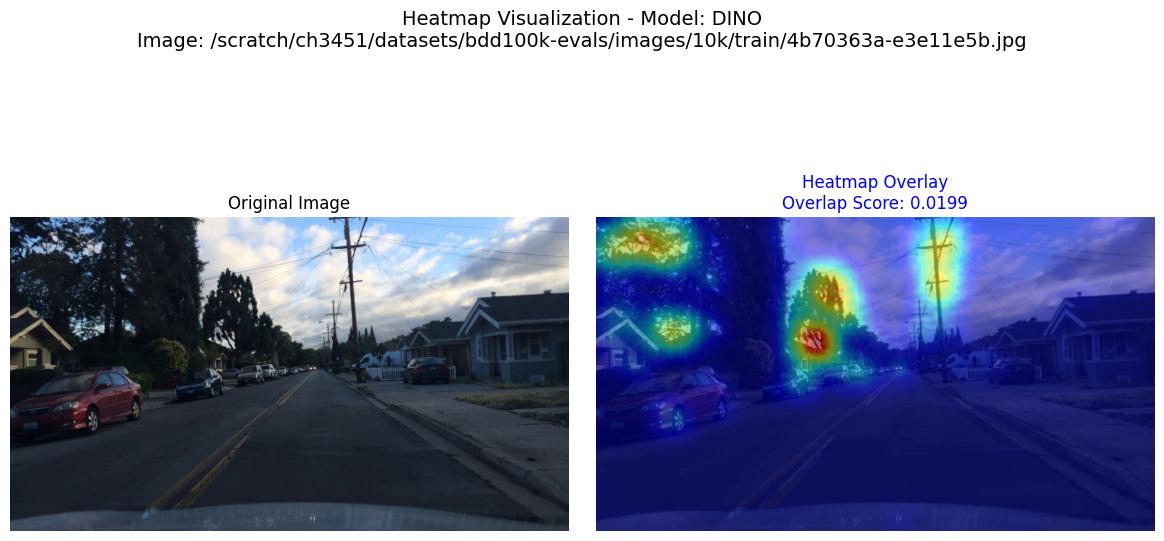 Heatmap Visualization - Model: DINO
Image: /scratch/ch3451/datasets/bdd100k-evals/images/10k/train/4b70363a-e3e11e5b.jpg
Original Image
Heatmap Overlay
Overlap Score: 0.0199